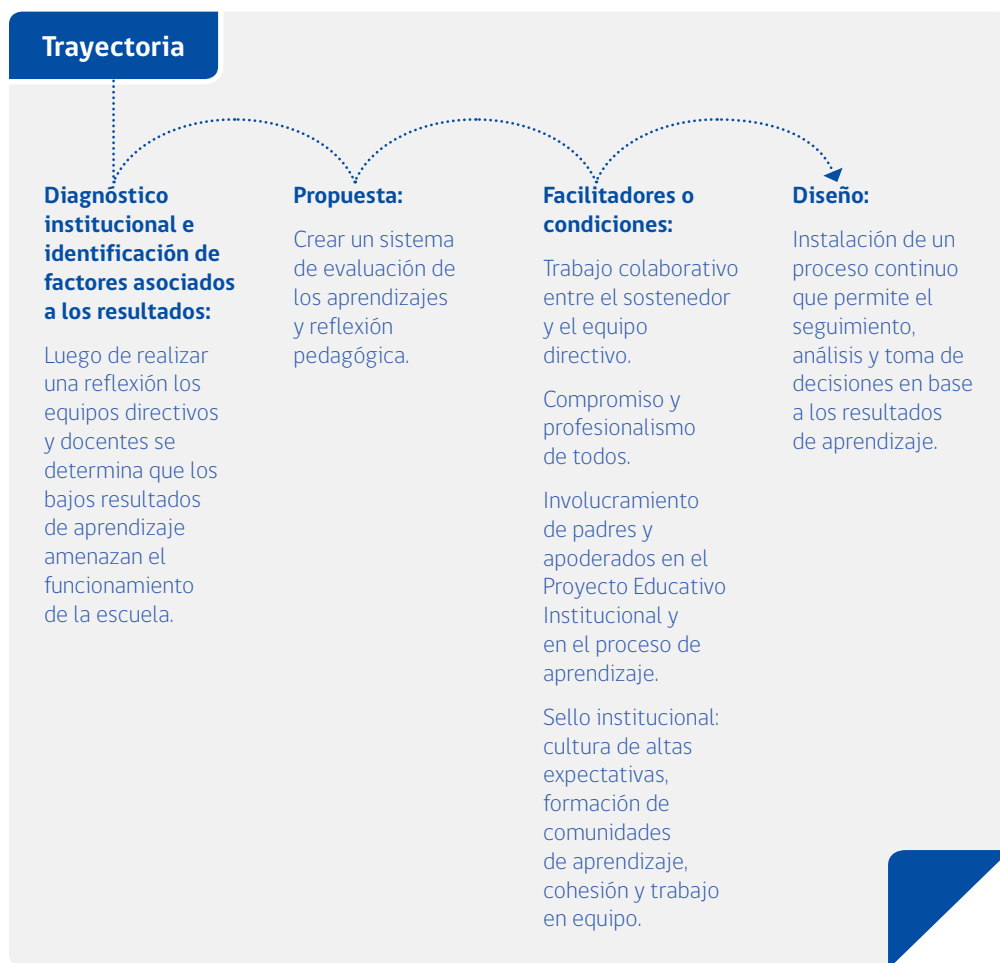 Trayectoria
Diagnóstico
institucional e
identificación de
factores asociados
a los resultados:
Luego de realizar
una reflexión los
equipos directivos
y docentes se
determina que los
bajos resultados
de aprendizaje
amenazan el
funcionamiento
de la escuela.
Propuesta:
Crear un sistema
de evaluación de
los aprendizajes
y reflexión
pedagógica.
Facilitadores o
condiciones:
Trabajo colaborativo
entre el sostenedor
y el equipo
directivo.
Compromiso y
profesionalismo
de todos.
Involucramiento
de padres y
apoderados en el
Proyecto Educativo
Institucional y
en el proceso de
aprendizaje.
Sello institucional:
cultura de altas
expectativas,
formación de
comunidades
de aprendizaje,
cohesión y trabajo
en equipo.
Diseño:
Instalación de un
proceso continuo
que permite el
seguimiento,
análisis y toma de
decisiones en base
a los resultados
de aprendizaje.